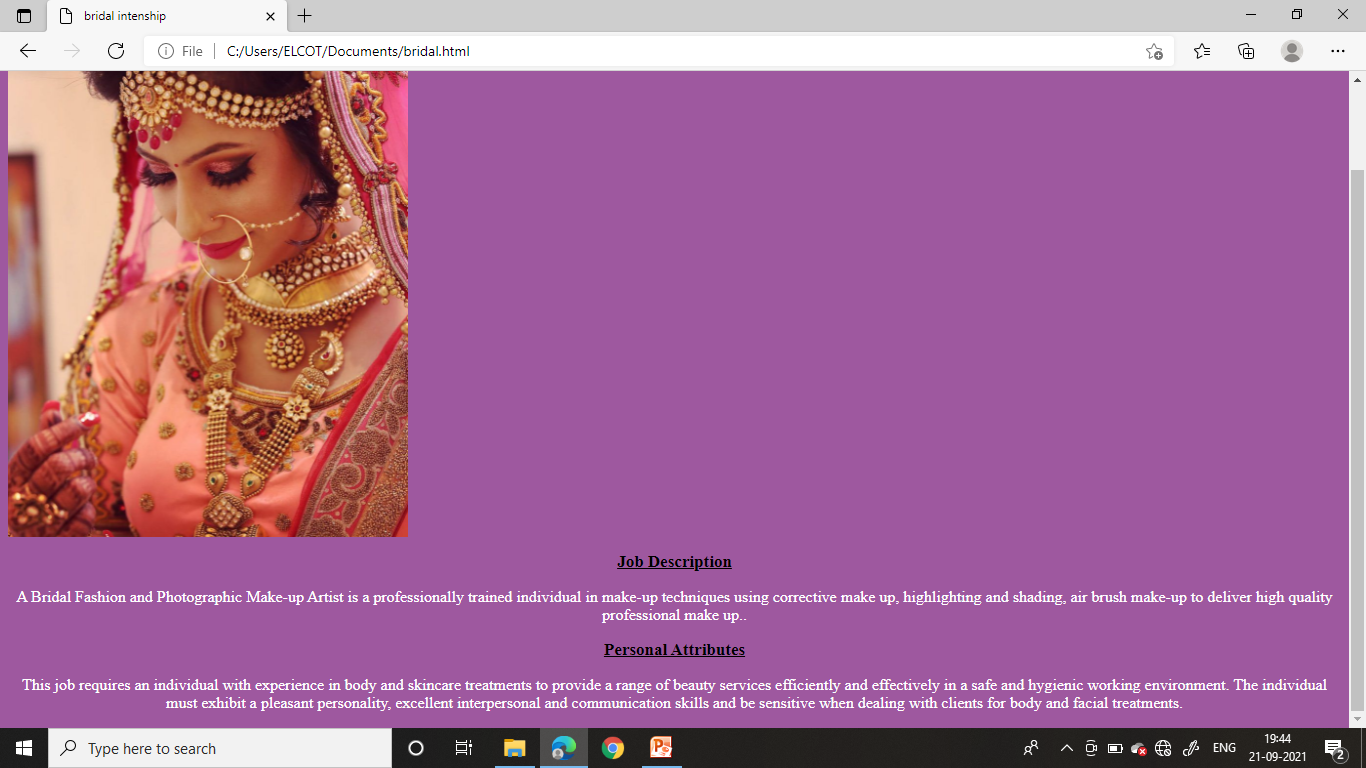 bridal intenship
File
C:/Users/ELCOT/Documents/bridal.html
Job Description
A Bridal Fashion and Photographic Make-up Artist is a professionally trained individual in make-up techniques using corrective make up, highlighting and shading, air brush make-up to deliver high quality
professional make up..
Personal Attributes
This job requires an individual with experience in body and skincare treatments to provide a range of beauty services efficiently and effectively in a safe and hygienic working environment. The individual
must exhibit a pleasant personality, excellent interpersonal and communication skills and be sensitive when dealing with clients for body and facial treatments.
Type here to search
ENG
19:44
21-09-2021
2